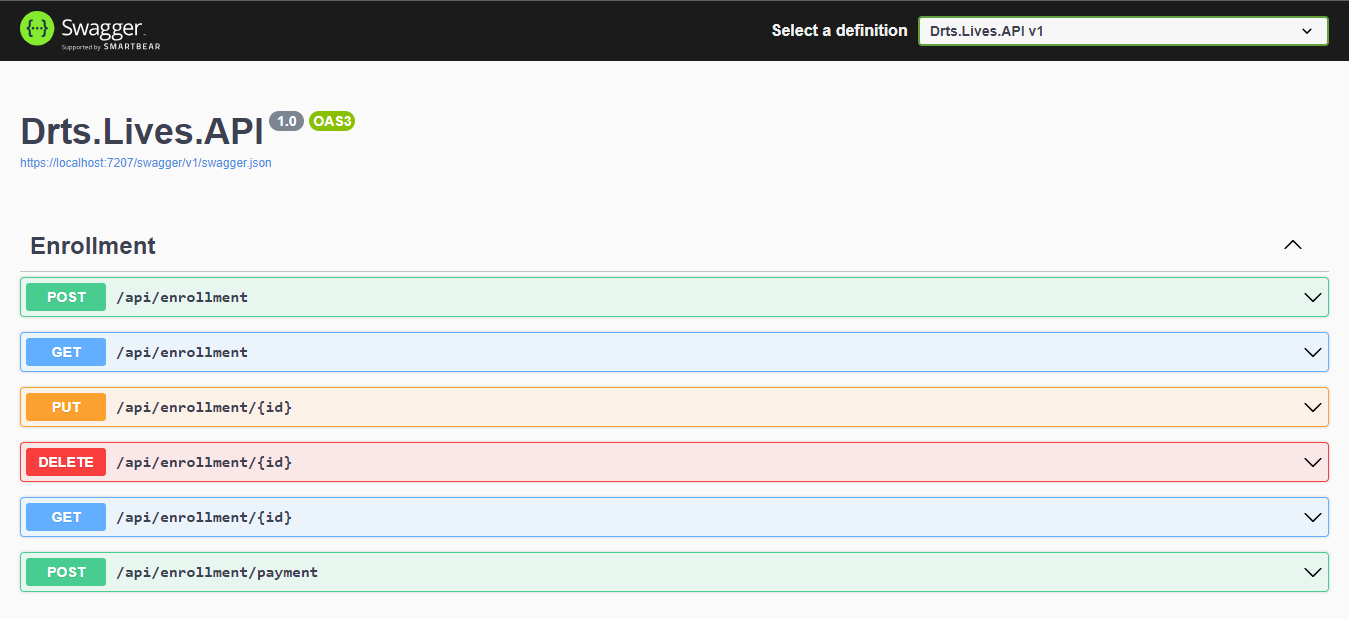 {···} Swagger.
Supported by SMARTBEAR
Select a definition
Drts.Lives.API v1
Drts.Lives.API 1.0 OAS3
https://localhost:7207/swagger/v1/swagger.json
Enrollment
POST /api/enrollment
GET /api/enrollment
PUT /api/enrollment/{id}
DELETE /api/enrollment/{id}
GET /api/enrollment/{id}
POST /api/enrollment/payment